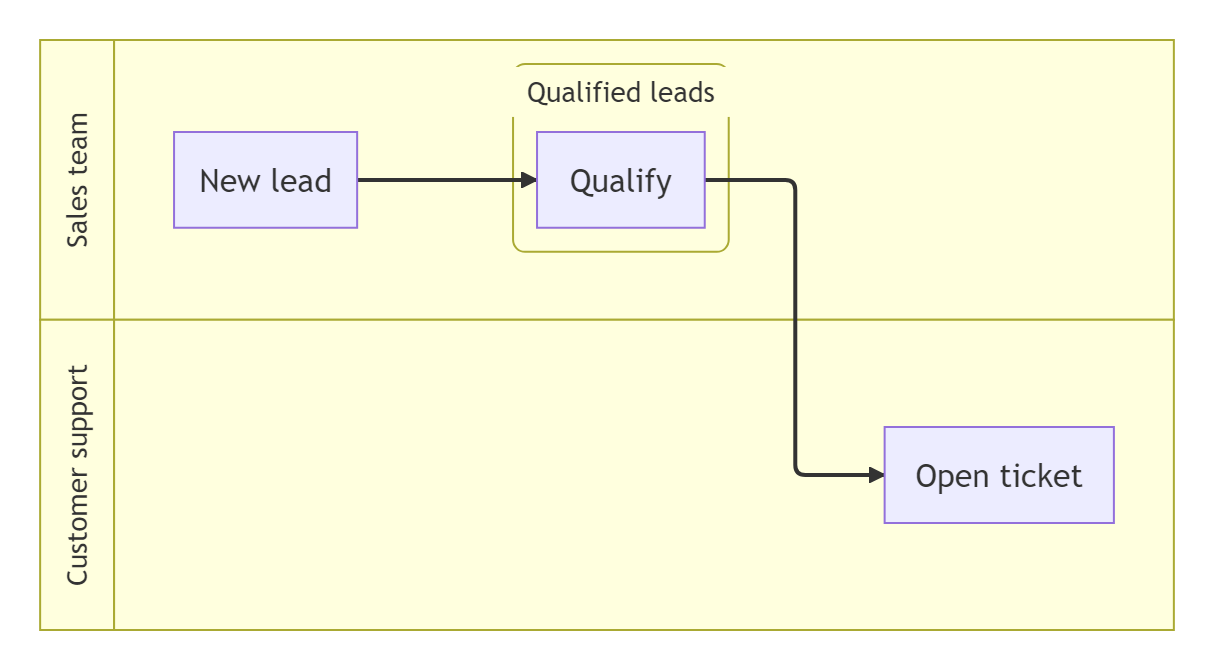 Sales team
Qualified leads
New lead
Qualify
Customer support
Open ticket